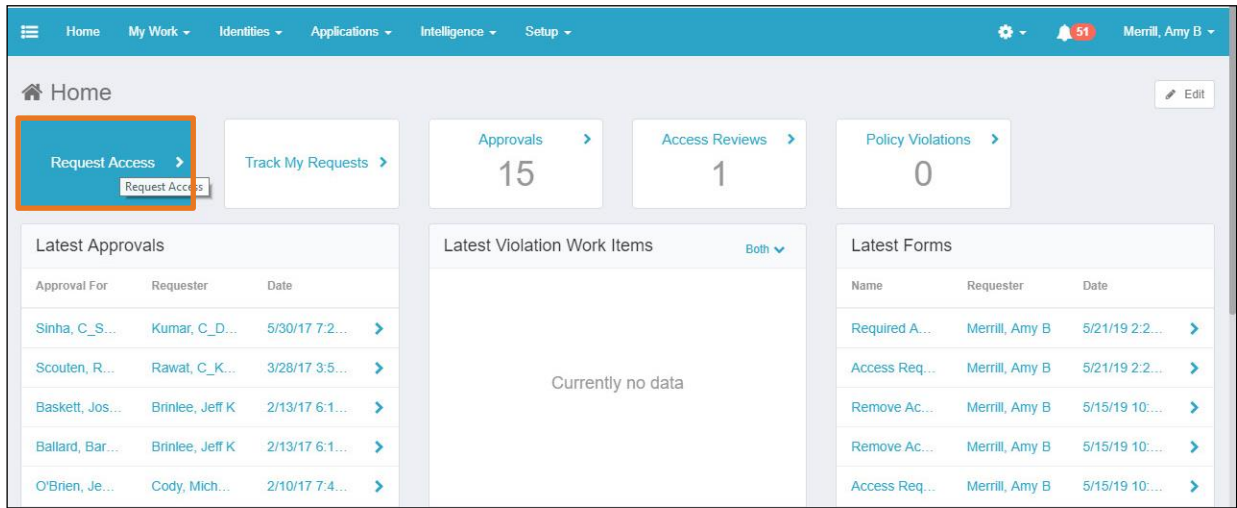 Home My Work Identities Applications Intelligence Setup 51 Merrill, Amy B
Home Edit
Request Access Track My Requests Approvals Access Reviews Policy Violations
Request Access 15 1 0
Latest Approvals Latest Violation Work Items Both Latest Forms
Approval For Requester Date Name Requester Date
Sinha, C_S... Kumar, C_D... 5/30/17 7:2... Required A... Merrill, Amy B 5/21/19 2:2...
Scouten, R... Rawat, C_K... 3/28/17 3:5... Access Req... Merrill, Amy B 5/21/19 2:2...
Currently no data
Baskett, Jos... Brinlee, Jeff K 2/13/17 6:1... Remove Ac... Merrill, Amy B 5/15/19 10:...
Ballard, Bar... Brinlee, Jeff K 2/13/17 6:1... Remove Ac... Merrill, Amy B 5/15/19 10:...
O'Brien, Je... Cody, Mich... 2/10/17 7:4... Access Req... Merrill, Amy B 5/15/19 10:...